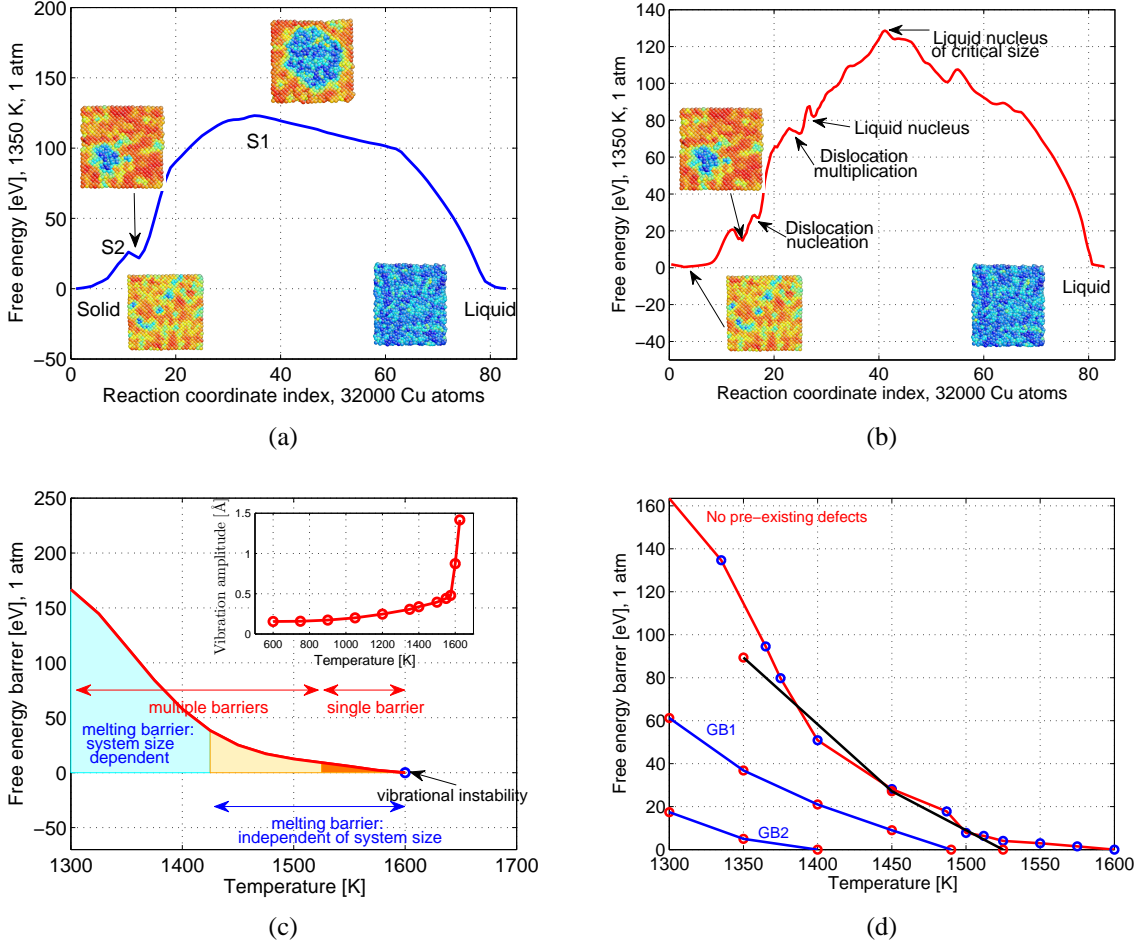 200
150
100
50
0
−50
Free energy [eV], 1350 K, 1 atm
S1
S2
Solid
Liquid
0
20
40
60
80
Reaction coordinate index, 32000 Cu atoms
(a)
140
120
100
80
60
40
20
0
−20
−40
Free energy [eV], 1350 K, 1 atm
Liquid nucleus
of critical size
Liquid nucleus
Dislocation
multiplication
Dislocation
nucleation
Liquid
0
20
40
60
80
Reaction coordinate index, 32000 Cu atoms
(b)
250
200
150
100
50
0
−50
Free energy barrier [eV], 1 atm
1.5
1
0.5
0
Vibration amplitude [Å]
600
800
1000
1200
1400
1600
Temperature [K]
multiple barriers
single barrier
melting barrier:
system size
dependent
vibrational instability
melting barrier:
independent of system size
1300
1400
1500
1600
1700
Temperature [K]
(c)
160
140
120
100
80
60
40
20
0
Free energy barrier [eV], 1 atm
No pre−existing defects
GB1
GB2
1300
1350
1400
1450
1500
1550
1600
Temperature [K]
(d)